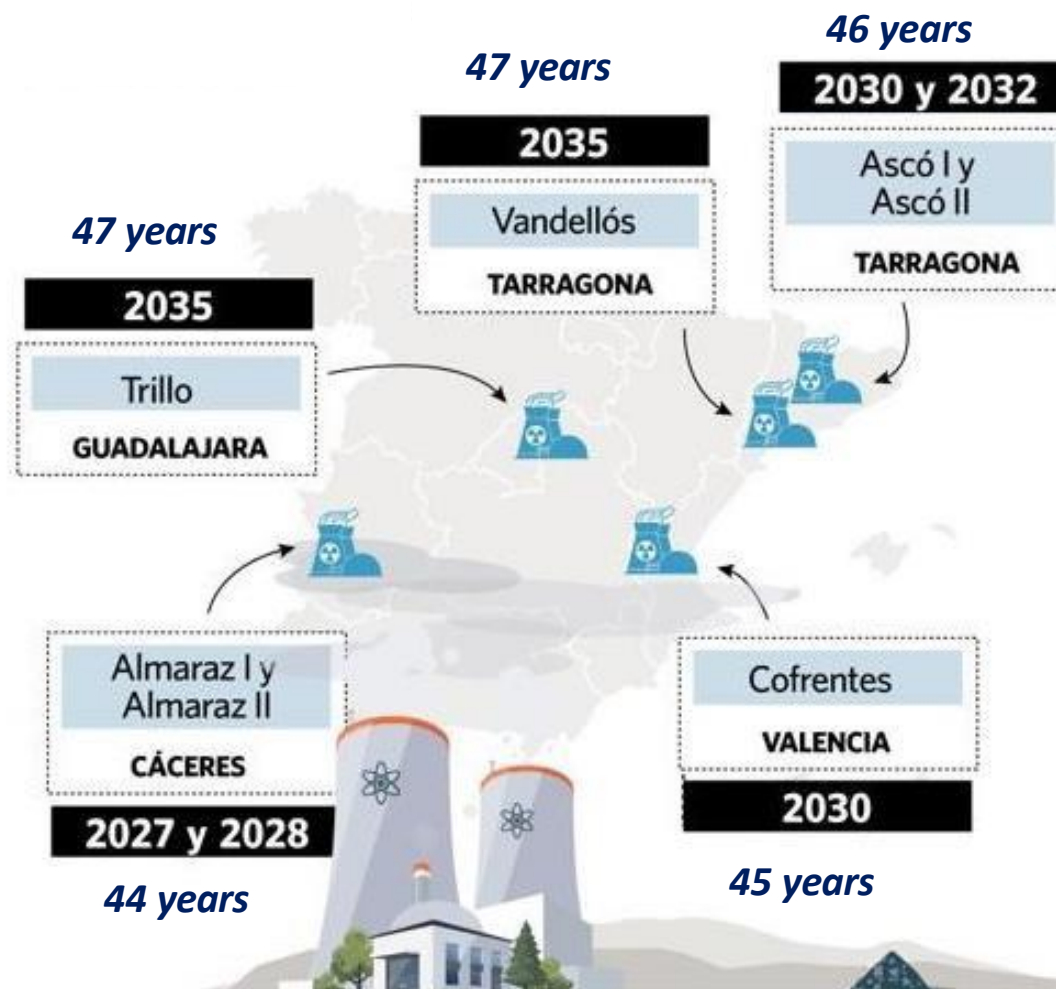 46 years
2030 y 2032
Ascó I y
Ascó II
TARRAGONA
47 years
2035
Vandellós
TARRAGONA
47 years
2035
Trillo
GUADALAJARA
Almaraz I y
Almaraz II
CÁCERES
2027 y 2028
44 years
Cofrentes
VALENCIA
2030
45 years